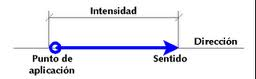 Intensidad
Dirección
Punto de
aplicación
Sentido